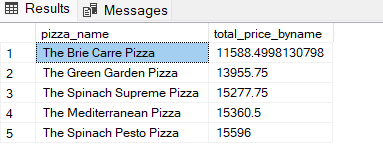 Results Messages
pizza_name total_price_byname
1 The Brie Carre Pizza 11588.4998130798
2 The Green Garden Pizza 13955.75
3 The Spinach Supreme Pizza 15277.75
4 The Mediterranean Pizza 15360.5
5 The Spinach Pesto Pizza 15596